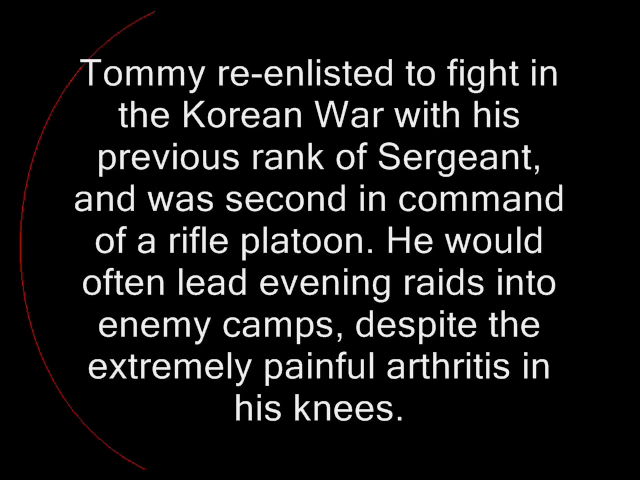 Tommy re-enlisted to fight in
the Korean War with his
previous rank of Sergeant,
and was second in command
of a rifle platoon. He would
often lead evening raids into
enemy camps, despite the
extremely painful arthritis in
his knees.